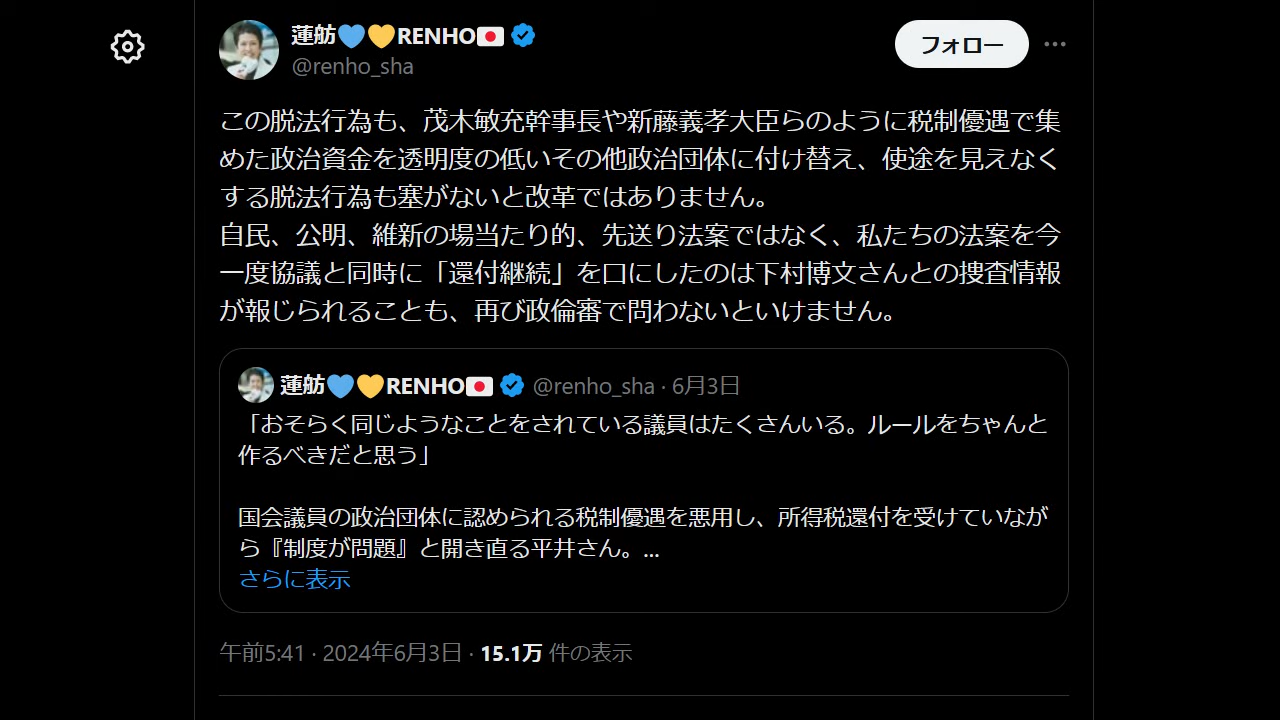 蓮舫💙💛RENHO🇯🇵
@renho_sha
フォロー
この脱法行為も、茂木敏充幹事長や新藤義孝大臣らのように税制優遇で集
めた政治資金を透明度の低いその他政治団体に付け替え、使途を見えなく
する脱法行為も塞がないと改革ではありません。
自民、公明、維新の場当たり的、先送り法案ではなく、私たちの法案を今
一度協議と同時に「還付継続」を口にしたのは下村博文さんとの捜査情報
が報じられることも、再び政倫審で問わないといけません。
蓮舫💙💛RENHO🇯🇵 @renho_sha · 6月3日
「おそらく同じようなことをされている議員はたくさんいる。ルールをちゃんと
作るべきだと思う」
国会議員の政治団体に認められる税制優遇を悪用し、所得税還付を受けていなが
ら『制度が問題』と開き直る平井さん。...
さらに表示
午前5:41 · 2024年6月3日 · 15.1万 件の表示